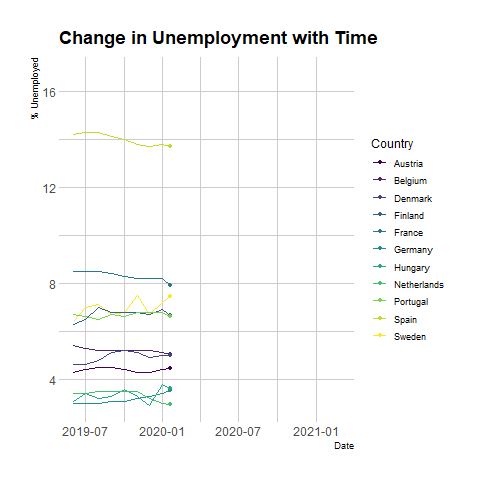 Change in Unemployment with Time
% Unemployed
16
12
8
4
2019-07
2020-01
2020-07
2021-01
Date
Country
Austria
Belgium
Denmark
Finland
France
Germany
Hungary
Netherlands
Portugal
Spain
Sweden